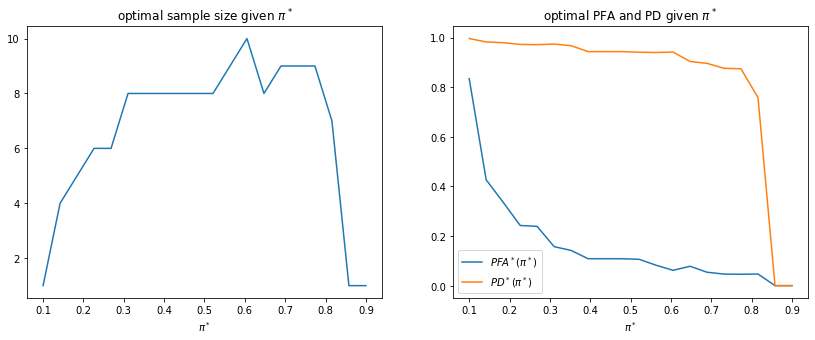 optimal sample size given π*
10
8
6
4
2
0.1 0.2 0.3 0.4 0.5 0.6 0.7 0.8 0.9
π*
optimal PFA and PD given π*
1.0
0.8
0.6
0.4
0.2
0.0
PFA*(π*)
PD*(π*)
0.1 0.2 0.3 0.4 0.5 0.6 0.7 0.8 0.9
π*